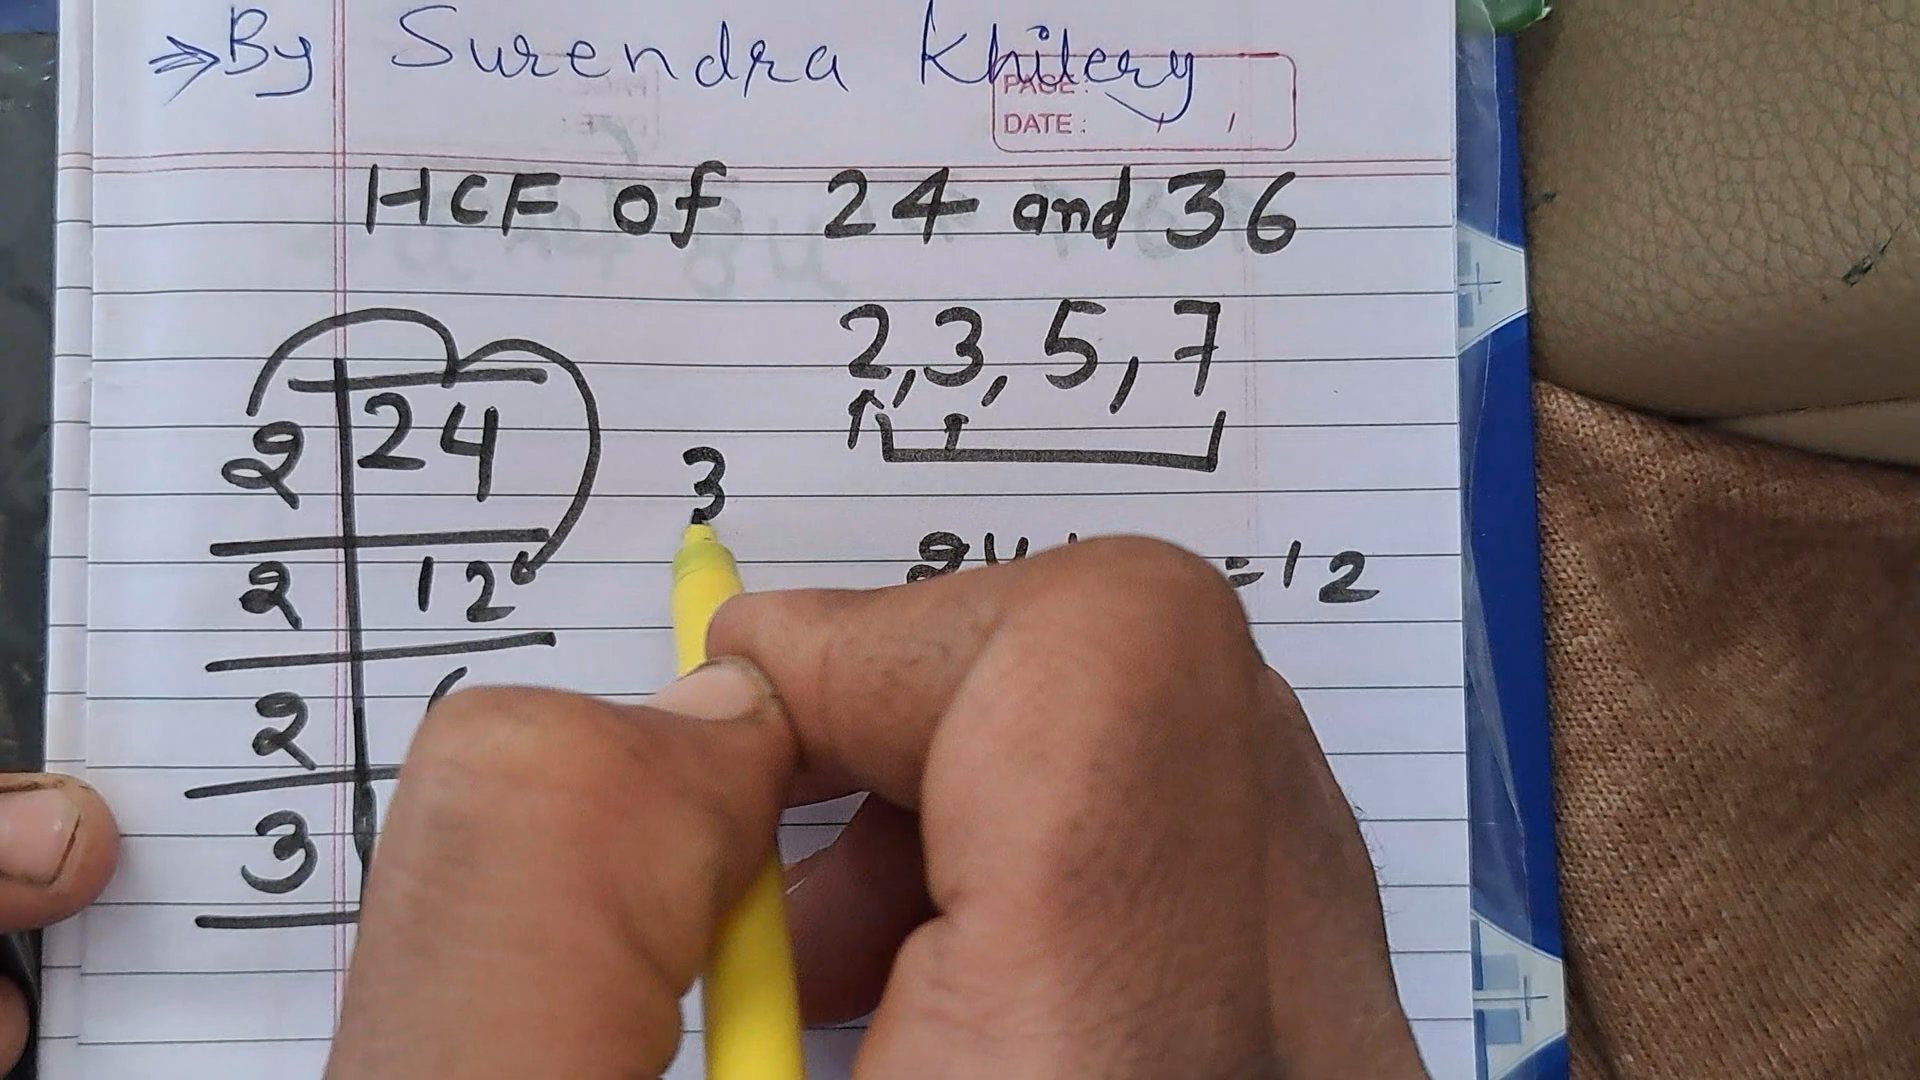 ⇒By Surendra Khilery
PAGE :
DATE : / /
HCF of 24 and 36
2, 3, 5, 7
2 24
3
2 12
=12
2
3